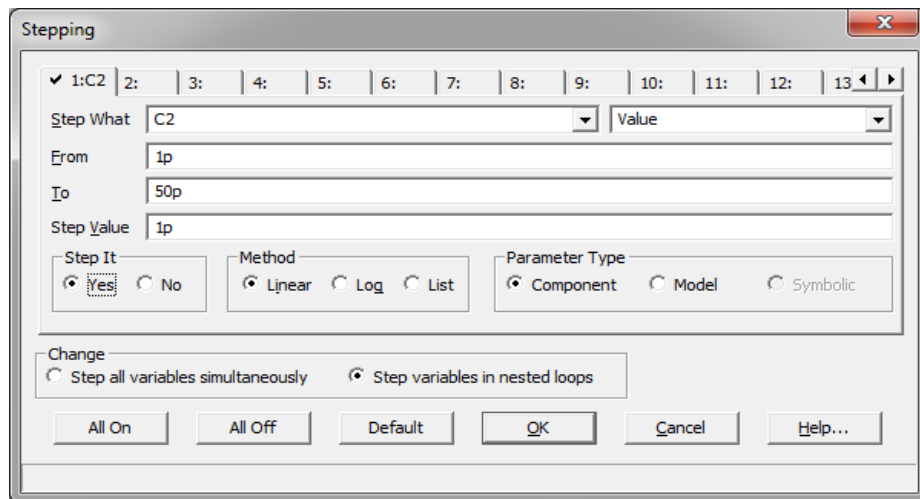 Stepping
1:C2 2: 3: 4: 5: 6: 7: 8: 9: 10: 11: 12: 13
Step What C2 Value
From 1p
To 50p
Step Value 1p
Step It Method Parameter Type
Yes No Linear Log List Component Model Symbolic
Change
Step all variables simultaneously Step variables in nested loops
All On All Off Default OK Cancel Help...